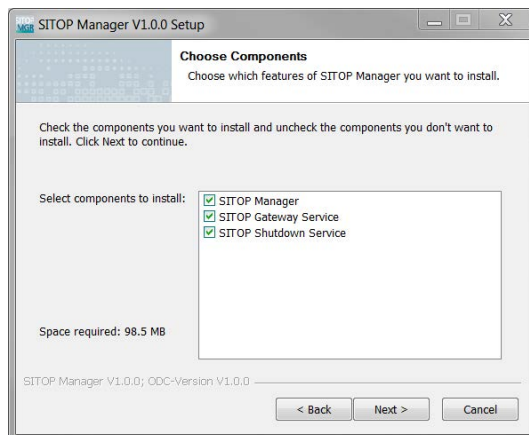 SITOP
MGR
SITOP Manager V1.0.0 Setup
Choose Components
Choose which features of SITOP Manager you want to install.
Check the components you want to install and uncheck the components you don't want to
install. Click Next to continue.
Select components to install:
SITOP Manager
SITOP Gateway Service
SITOP Shutdown Service
Space required: 98.5 MB
SITOP Manager V1.0.0; ODC-Version V1.0.0
< Back
Next >
Cancel